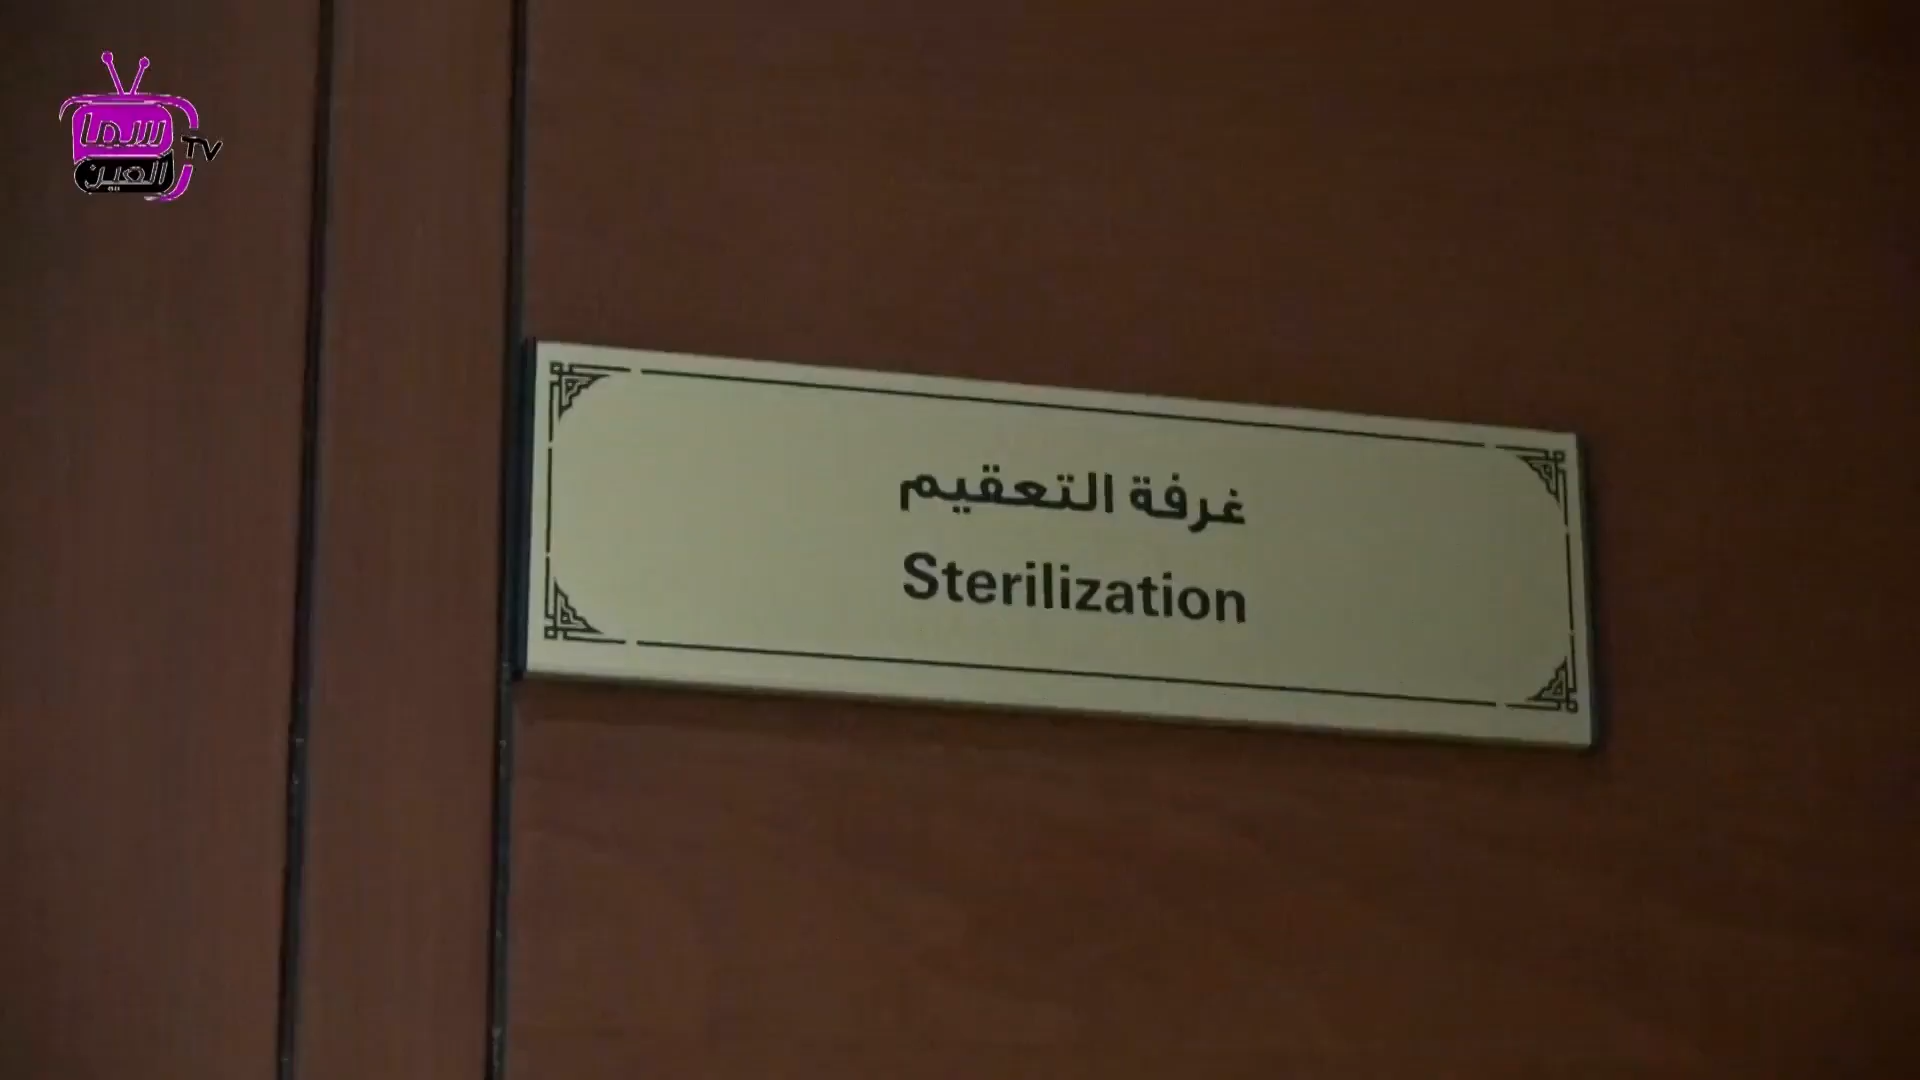 سما
العين
TV
غرفة التعقيم
Sterilization